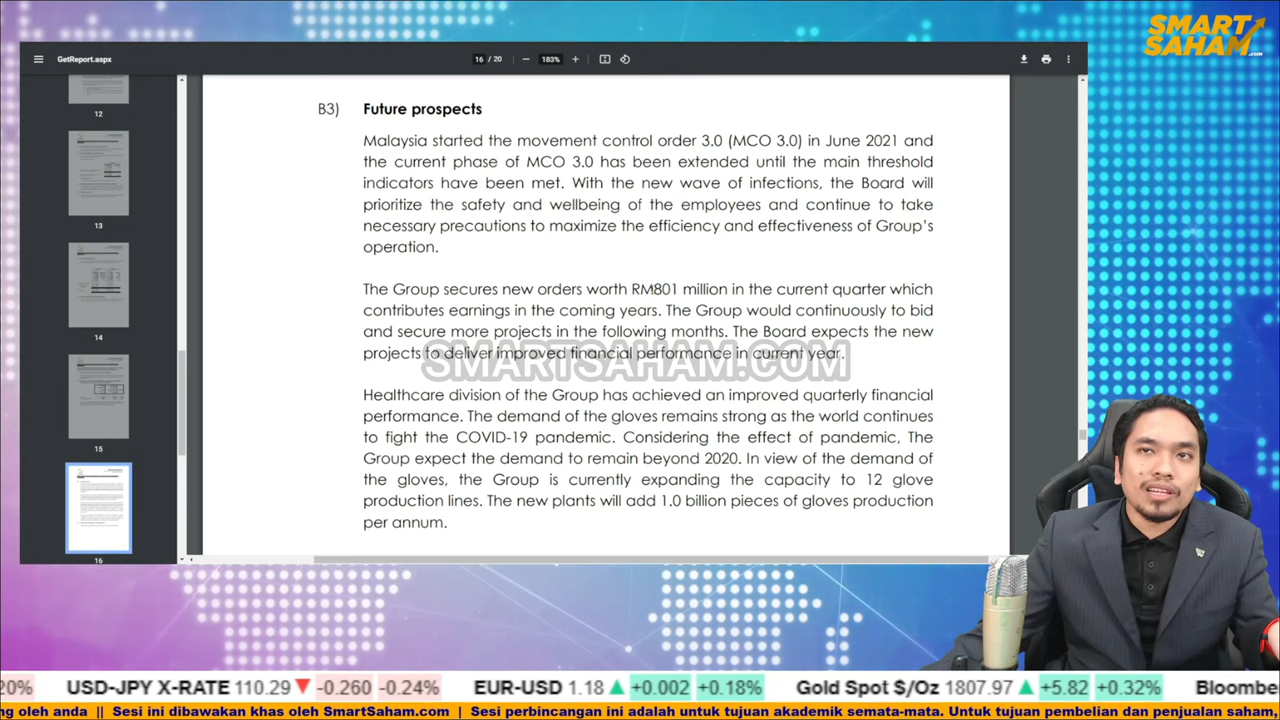 SMART
SAHAM.com
GetReport.aspx
16 / 20
183%
12
13
14
15
16
B3) Future prospects
Malaysia started the movement control order 3.0 (MCO 3.0) in June 2021 and
the current phase of MCO 3.0 has been extended until the main threshold
indicators have been met. With the new wave of infections, the Board will
prioritize the safety and wellbeing of the employees and continue to take
necessary precautions to maximize the efficiency and effectiveness of Group's
operation.
The Group secures new orders worth RM801 million in the current quarter which
contributes earnings in the coming years. The Group would continuously to bid
and secure more projects in the following months. The Board expects the new
projects to deliver improved financial performance in current year.
SMARTSAHAM.COM
Healthcare division of the Group has achieved an improved quarterly financial
performance. The demand of the gloves remains strong as the world continues
to fight the COVID-19 pandemic. Considering the effect of pandemic, The
Group expect the demand to remain beyond 2020. In view of the demand of
the gloves, the Group is currently expanding the capacity to 12 glove
production lines. The new plants will add 1.0 billion pieces of gloves production
per annum.
20% USD-JPY X-RATE 110.29 ▼ -0.260 -0.24% EUR-USD 1.18 ▲ +0.002 +0.18% Gold Spot $/Oz 1807.97 ▲ +5.82 +0.32% Bloombe
ng oleh anda || Sesi ini dibawakan khas oleh SmartSaham.com | Sesi perbincangan ini adalah untuk tujuan akademik semata-mata. Untuk tujuan pembelian dan penjualan saham,